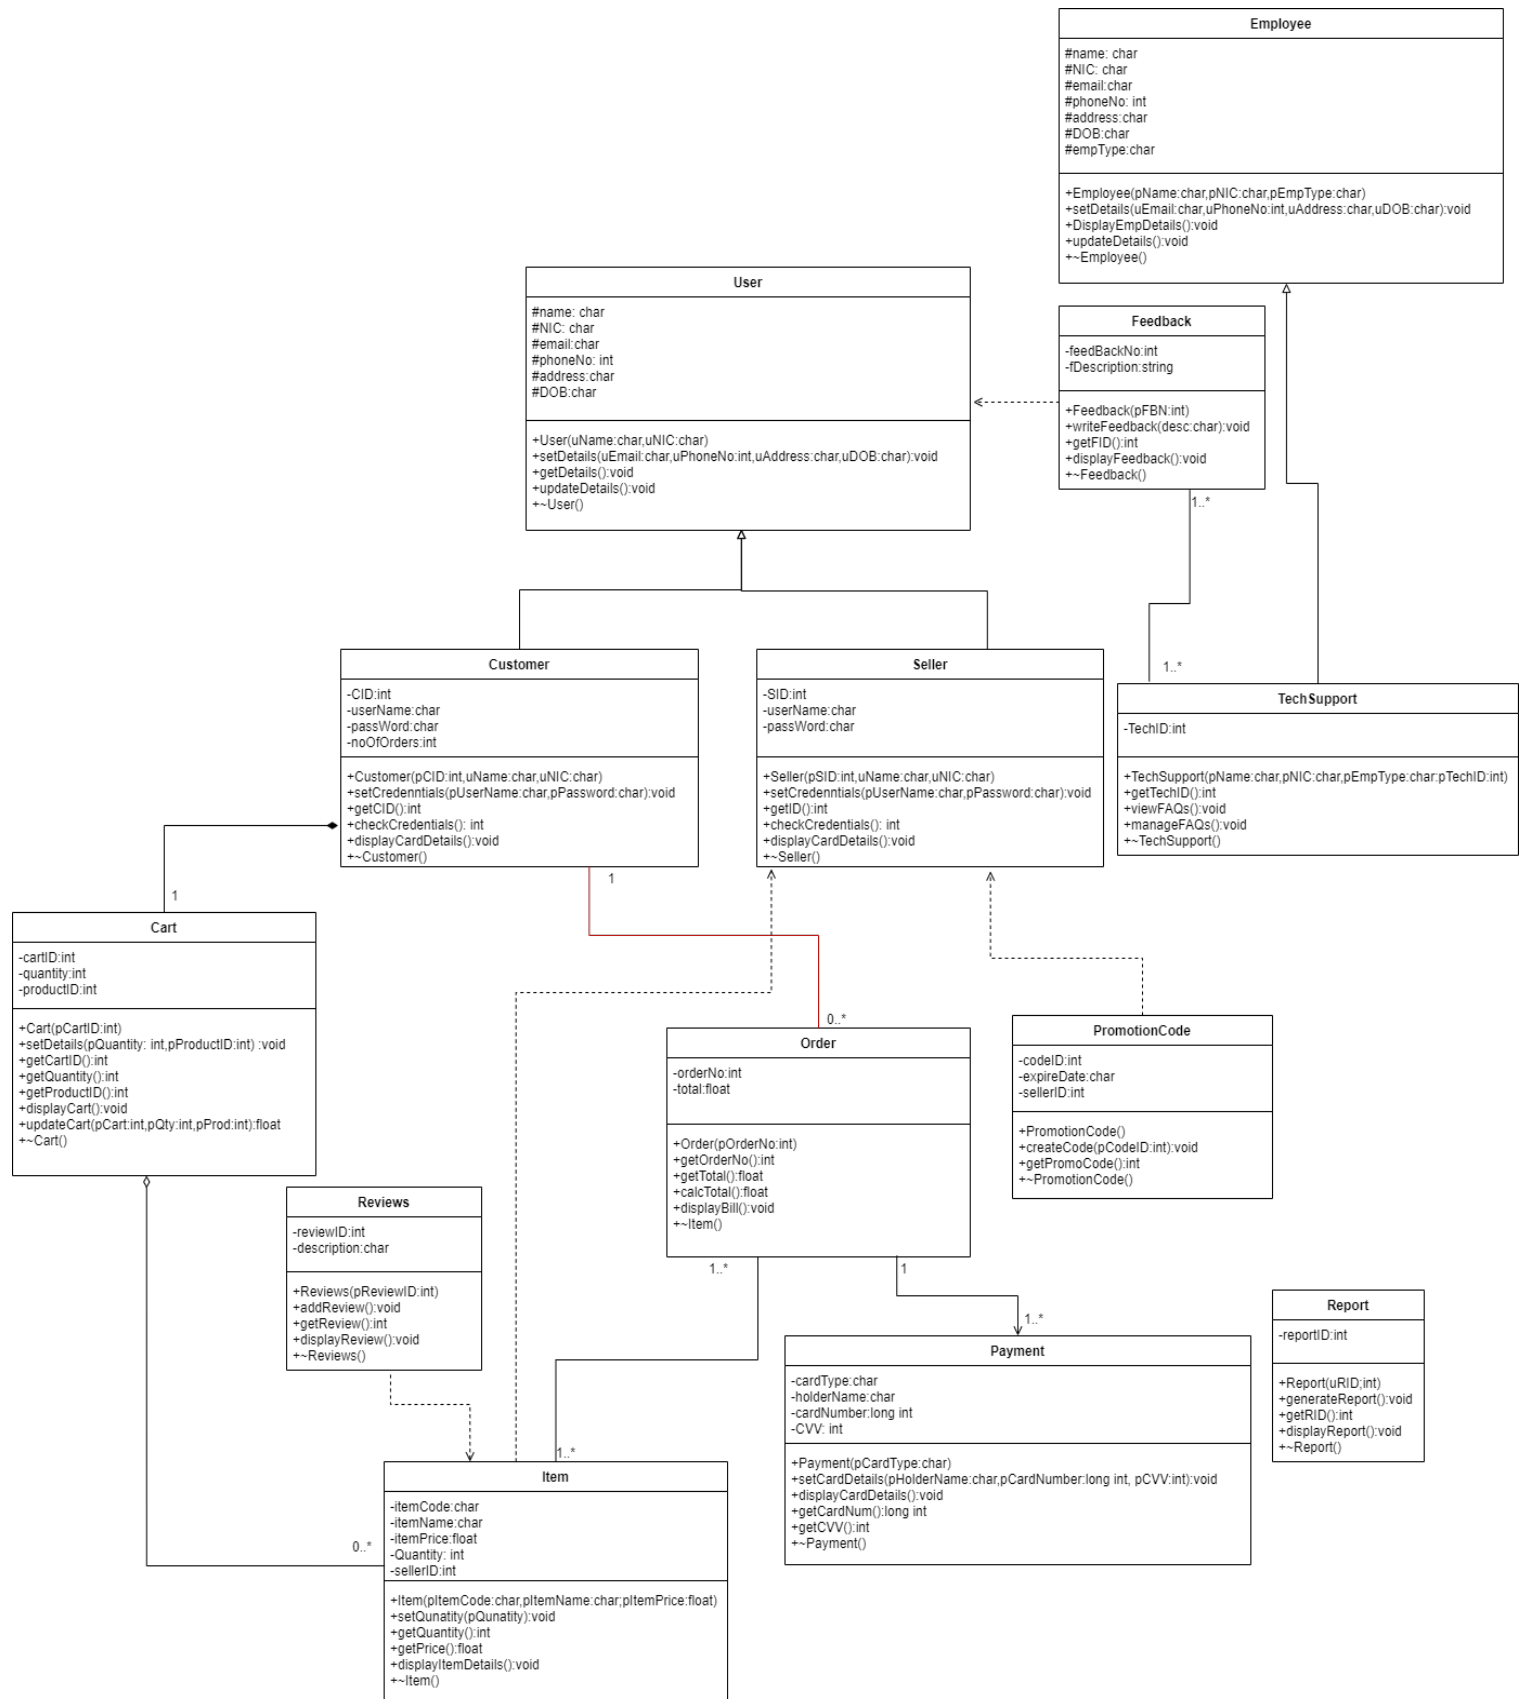 Employee
#name: char
#NIC: char
#email:char
#phoneNo: int
#address:char
#DOB:char
#empType:char
+Employee(pName:char,pNIC:char,pEmpType:char)
+setDetails(uEmail:char,uPhoneNo:int,uAddress:char,uDOB:char):void
+DisplayEmpDetails():void
+updateDetails():void
+~Employee()
User
#name: char
#NIC: char
#email:char
#phoneNo: int
#address:char
#DOB:char
+User(uName:char,uNIC:char)
+setDetails(uEmail:char,uPhoneNo:int,uAddress:char,uDOB:char):void
+getDetails():void
+updateDetails():void
+~User()
Feedback
-feedBackNo:int
-fDescription:string
+Feedback(pFBN:int)
+writeFeedback(desc:char):void
+getFID():int
+displayFeedback():void
+~Feedback()
1..*
1..*
Customer
-CID:int
-userName:char
-passWord:char
-noOfOrders:int
+Customer(pCID:int,uName:char,uNIC:char)
+setCredenntials(pUserName:char,pPassword:char):void
+getCID():int
+checkCredentials(): int
+displayCardDetails():void
+~Customer()
Seller
-SID:int
-userName:char
-passWord:char
+Seller(pSID:int,uName:char,uNIC:char)
+setCredenntials(pUserName:char,pPassword:char):void
+getID():int
+checkCredentials(): int
+displayCardDetails():void
+~Seller()
TechSupport
-TechID:int
+TechSupport(pName:char,pNIC:char,pEmpType:char:pTechID:int)
+getTechID():int
+viewFAQs():void
+manageFAQs():void
+~TechSupport()
1
1
Cart
-cartID:int
-quantity:int
-productID:int
+Cart(pCartID:int)
+setDetails(pQuantity: int,pProductID:int) :void
+getCartID():int
+getQuantity():int
+getProductID():int
+displayCart():void
+updateCart(pCart:int,pQty:int,pProd:int):float
+~Cart()
0..*
Order
-orderNo:int
-total:float
+Order(pOrderNo:int)
+getOrderNo():int
+getTotal():float
+calcTotal():float
+displayBill():void
+~Item()
PromotionCode
-codeID:int
-expireDate:char
-sellerID:int
+PromotionCode()
+createCode(pCodeID:int):void
+getPromoCode():int
+~PromotionCode()
Reviews
-reviewID:int
-description:char
+Reviews(pReviewID:int)
+addReview():void
+getReview():int
+displayReview():void
+~Reviews()
1..*
1
1..*
Payment
-cardType:char
-holderName:char
-cardNumber:long int
-CVV: int
+Payment(pCardType:char)
+setCardDetails(pHolderName:char,pCardNumber:long int, pCVV:int):void
+displayCardDetails():void
+getCardNum():long int
+getCVV():int
+~Payment()
Report
-reportID:int
+Report(uRID;int)
+generateReport():void
+getRID():int
+displayReport():void
+~Report()
1..*
0..*
Item
-itemCode:char
-itemName:char
-itemPrice:float
-Quantity: int
-sellerID:int
+Item(pItemCode:char,pItemName:char;pItemPrice:float)
+setQunatity(pQunatity):void
+getQuantity():int
+getPrice():float
+displayItemDetails():void
+~Item()